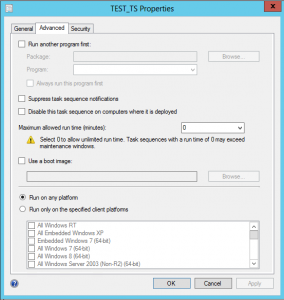 TEST_TS Properties
General Advanced Security
Run another program first:
Package: Browse...
Program:
Always run this program first
Suppress task sequence notifications
Disable this task sequence on computers where it is deployed
Maximum allowed run time (minutes): 0
Select 0 to allow unlimited run time. Task sequences with a run time of 0 may exceed
maintenance windows.
Use a boot image:
Browse...
Run on any platform
Run only on the specified client platforms
All Windows RT
All Embedded Windows XP
Embedded Windows 7 (64-bit)
All Windows 7 (64-bit)
All Windows 8 (64-bit)
All Windows Server 2003 (Non-R2) (64-bit)
OK Cancel Apply